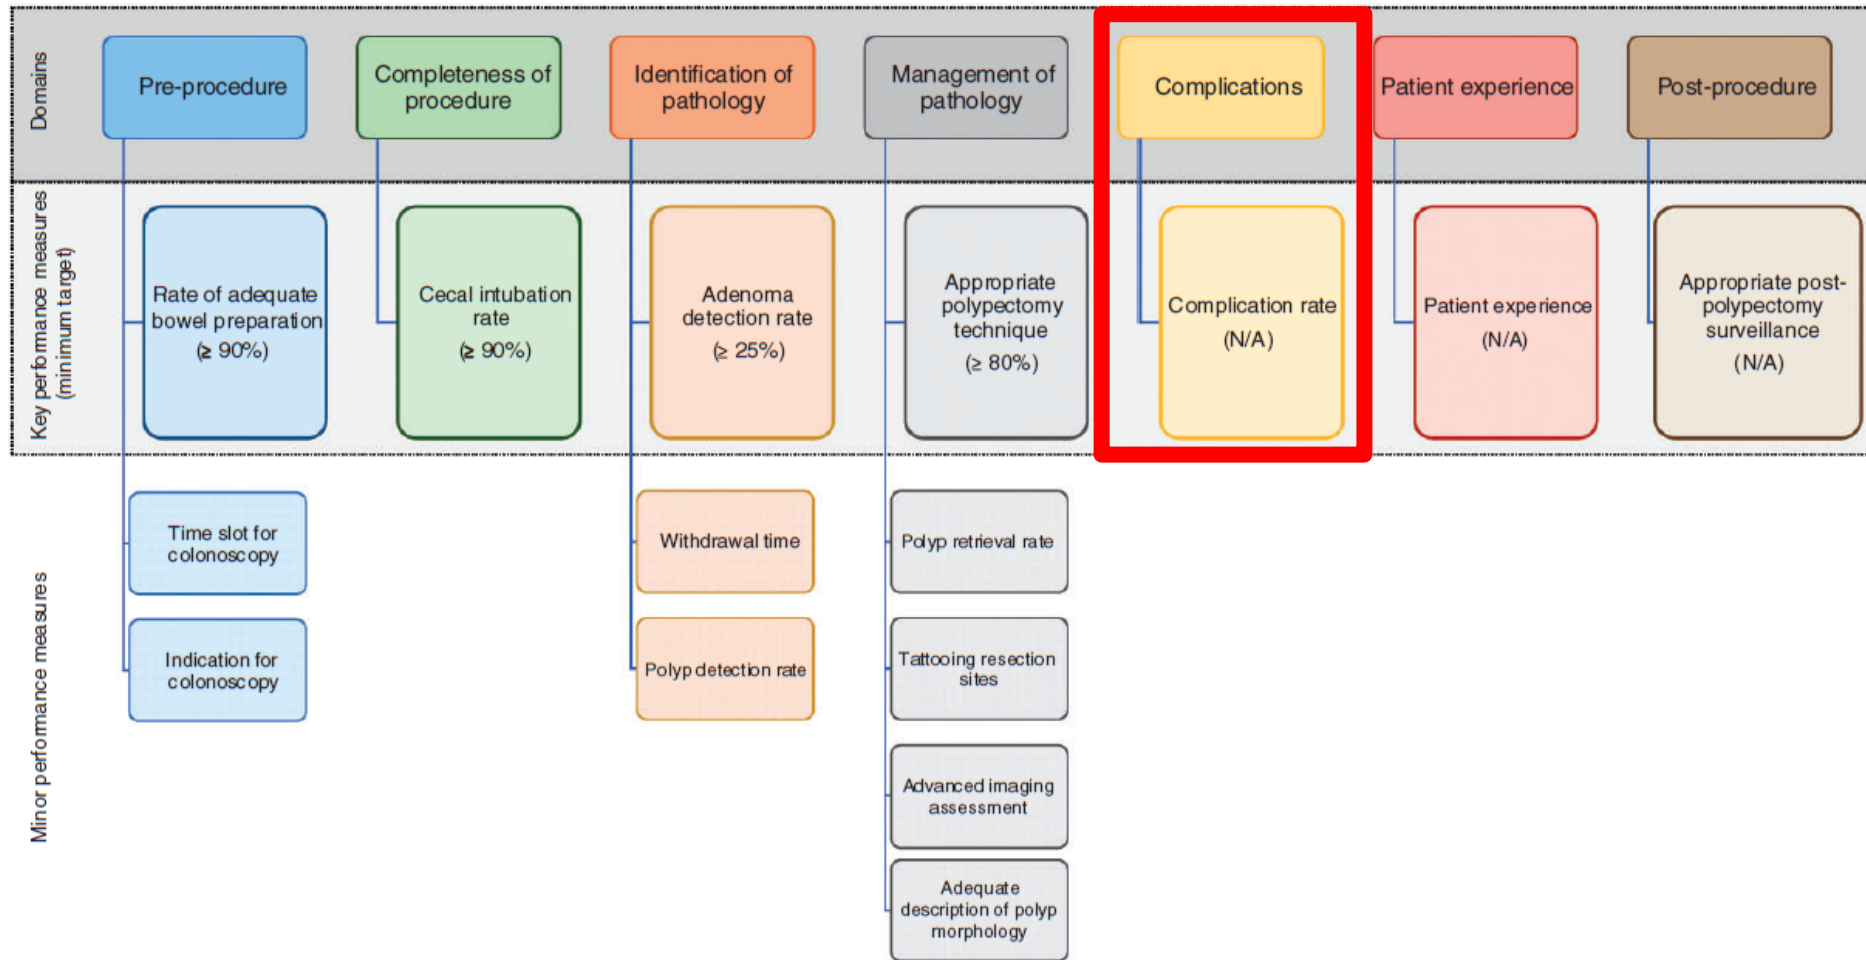 Domains
Pre-procedure
Completeness of
procedure
Identification of
pathology
Management of
pathology
Complications
Patient experience
Post-procedure
Key performance measures
(minimum target)
Rate of adequate
bowel preparation
(≥ 90%)
Cecal intubation
rate
(≥ 90%)
Adenoma
detection rate
(≥ 25%)
Appropriate
polypectomy
technique
(≥ 80%)
Complication rate
(N/A)
Patient experience
(N/A)
Appropriate post-
polypectomy
surveillance
(N/A)
Minor performance measures
Time slot for
colonoscopy
Indication for
colonoscopy
Withdrawal time
Polyp detection rate
Polyp retrieval rate
Tattooing resection
sites
Advanced imaging
assessment
Adequate
description of polyp
morphology